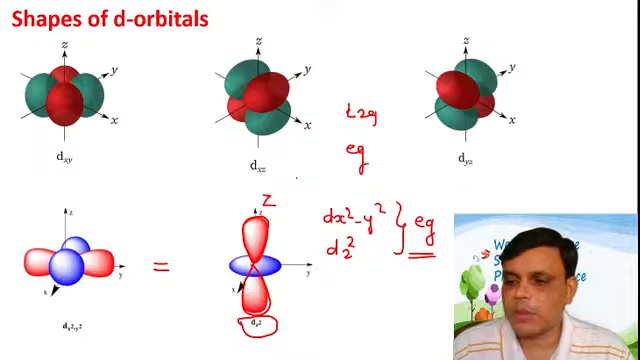 Shapes of d-orbitals
z
y
x
dxy
z
x
dxz
z
y
x
dyz
t2g
eg
z
y
x
dx²-y²
=
Z
z
y
x
dz²
dx²-y²
dz²
} eg